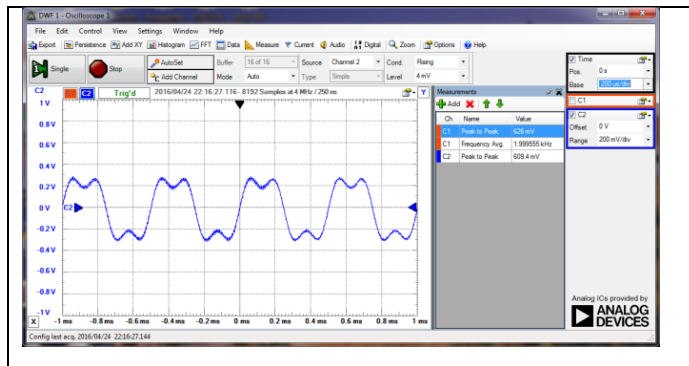 DWF 1 - Oscilloscope 1
File Edit Control View Settings Window Help
Export Persistence Add XY Histogram FFT Data Measure Current Audio Digital Zoom Options Help
Single Stop AutoSet Buffer 16 of 16 Source Channel 2 Cond. Rising
Add Channel Mode Auto Type Simple Level 4 mV
Time
Pos. 0 s
Base 200 us/div
C1
C2
Offset 0 V
Range 200 mV/div
C2 C2 Trig'd 2016/04/24 22:16:27.116 - 8192 Samples at 4 MHz / 250 ns Y
1 V
0.8 V
0.6 V
0.4 V
0.2 V
0 V C2
-0.2 V
-0.4 V
-0.6 V
-0.8 V
-1 V
X -1 ms -0.8 ms -0.6 ms -0.4 ms -0.2 ms 0 ms 0.2 ms 0.4 ms 0.6 ms 0.8 ms 1 ms
Measurements
Add
Ch Name Value
C1 Peak to Peak 626 mV
C1 Frequency Avg. 1.999555 kHz
C2 Peak to Peak 609.4 mV
Analog ICs provided by
ANALOG
DEVICES
Config last acq. 2016/04/24 22:16:27.144